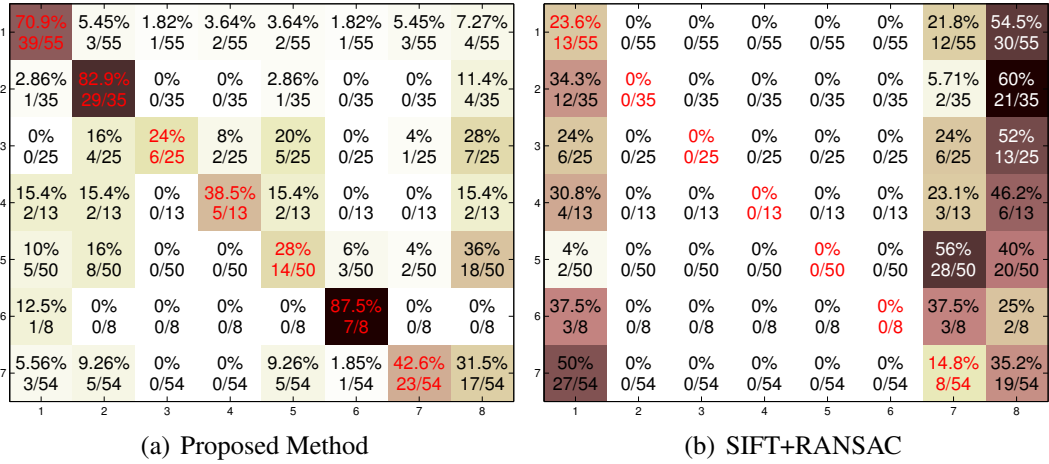 70.9% 5.45% 1.82% 3.64% 3.64% 1.82% 5.45% 7.27% 23.6% 0% 0% 0% 0% 0% 21.8% 54.5%
1 1
39/55 3/55 1/55 2/55 2/55 1/55 3/55 4/55 13/55 0/55 0/55 0/55 0/55 0/55 12/55 30/55
2.86% 82.9% 0% 0% 2.86% 0% 0% 11.4% 34.3% 0% 0% 0% 0% 0% 5.71% 60%
2 2
1/35 29/35 0/35 0/35 1/35 0/35 0/35 4/35 12/35 0/35 0/35 0/35 0/35 0/35 2/35 21/35
0% 16% 24% 8% 20% 0% 4% 28% 24% 0% 0% 0% 0% 0% 24% 52%
3 3
0/25 4/25 6/25 2/25 5/25 0/25 1/25 7/25 6/25 0/25 0/25 0/25 0/25 0/25 6/25 13/25
15.4% 15.4% 0% 38.5% 15.4% 0% 0% 15.4% 30.8% 0% 0% 0% 0% 0% 23.1% 46.2%
4 4
2/13 2/13 0/13 5/13 2/13 0/13 0/13 2/13 4/13 0/13 0/13 0/13 0/13 0/13 3/13 6/13
10% 16% 0% 0% 28% 6% 4% 36% 4% 0% 0% 0% 0% 0% 56% 40%
5 5
5/50 8/50 0/50 0/50 14/50 3/50 2/50 18/50 2/50 0/50 0/50 0/50 0/50 0/50 28/50 20/50
12.5% 0% 0% 0% 0% 87.5% 0% 0% 37.5% 0% 0% 0% 0% 0% 37.5% 25%
6 6
1/8 0/8 0/8 0/8 0/8 7/8 0/8 0/8 3/8 0/8 0/8 0/8 0/8 0/8 3/8 2/8
5.56% 9.26% 0% 0% 9.26% 1.85% 42.6% 31.5% 50% 0% 0% 0% 0% 0% 14.8% 35.2%
7 7
3/54 5/54 0/54 0/54 5/54 1/54 23/54 17/54 27/54 0/54 0/54 0/54 0/54 0/54 8/54 19/54
1 2 3 4 5 6 7 8 1 2 3 4 5 6 7 8
(a) Proposed Method (b) SIFT+RANSAC